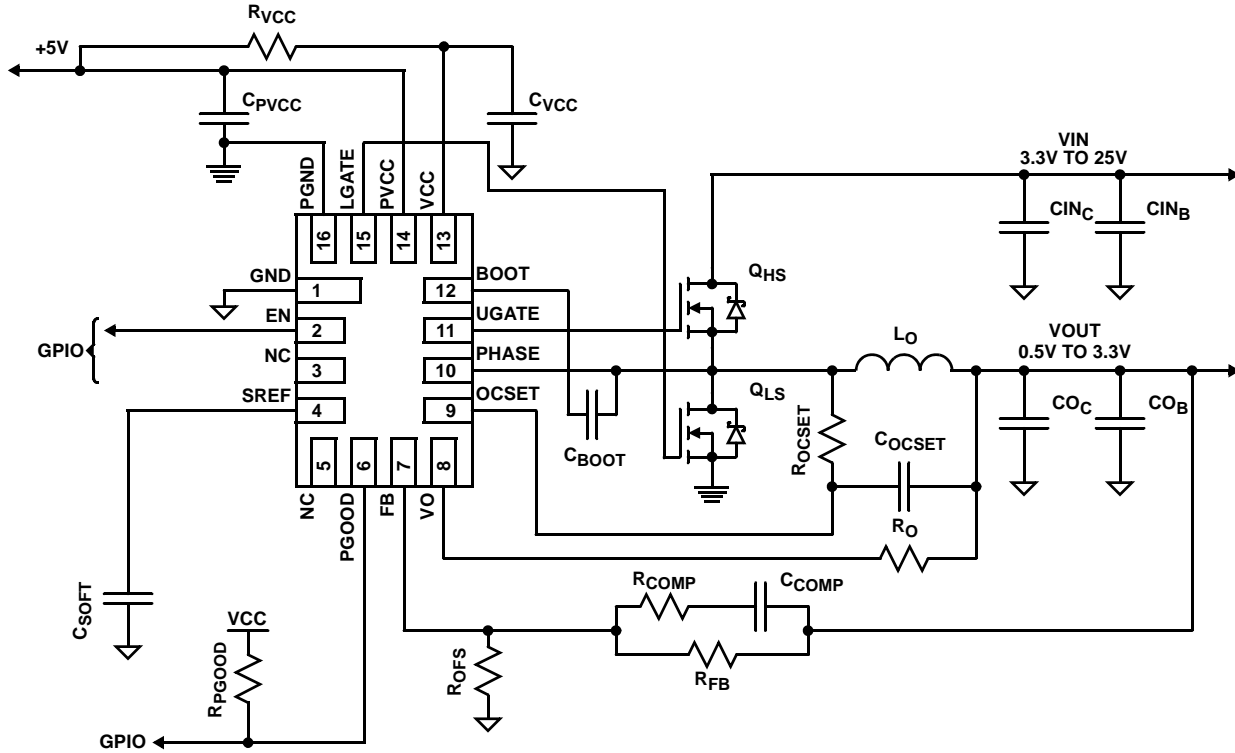 RVCC
+5V
CPVCC
CVCC
VIN
3.3V TO 25V
PGND
LGATE
PVCC
VCC
16
15
14
13
CINC
CINB
GND
1
12
BOOT
QHS
EN
2
11
UGATE
GPIO
NC
3
10
PHASE
LO
VOUT
0.5V TO 3.3V
SREF
4
9
OCSET
QLS
5
6
7
8
CBOOT
ROCSET
COCSET
COC
COB
NC
PGOOD
FB
VO
RO
CSOFT
RCOMP
CCOMP
VCC
RPGOOD
ROFS
RFB
GPIO